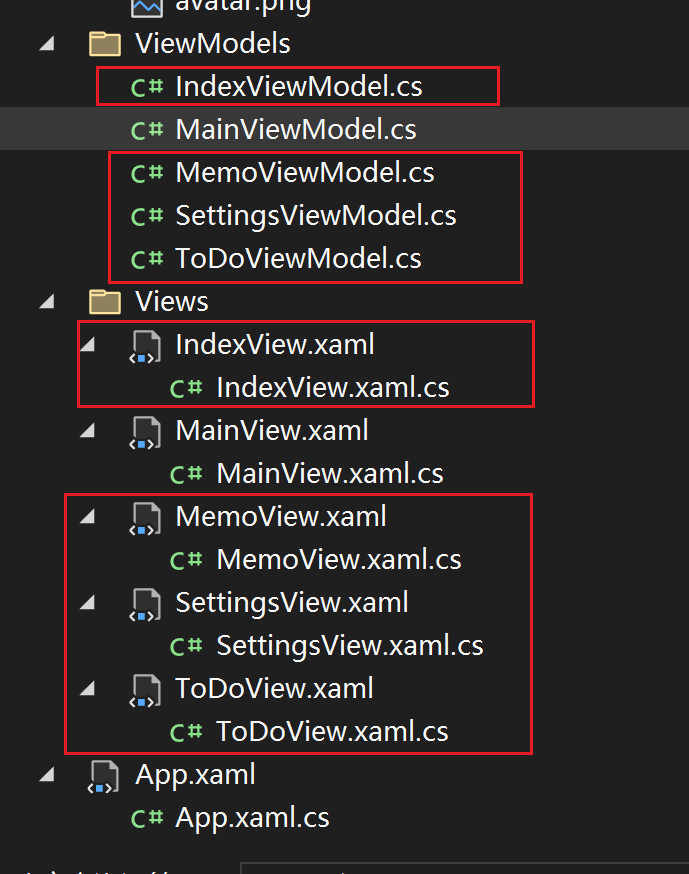 avatar.png
ViewModels
C# IndexViewModel.cs
C# MainViewModel.cs
C# MemoViewModel.cs
C# SettingsViewModel.cs
C# ToDoViewModel.cs
Views
IndexView.xaml
C# IndexView.xaml.cs
MainView.xaml
C# MainView.xaml.cs
MemoView.xaml
C# MemoView.xaml.cs
SettingsView.xaml
C# SettingsView.xaml.cs
ToDoView.xaml
C# ToDoView.xaml.cs
App.xaml
C# App.xaml.cs